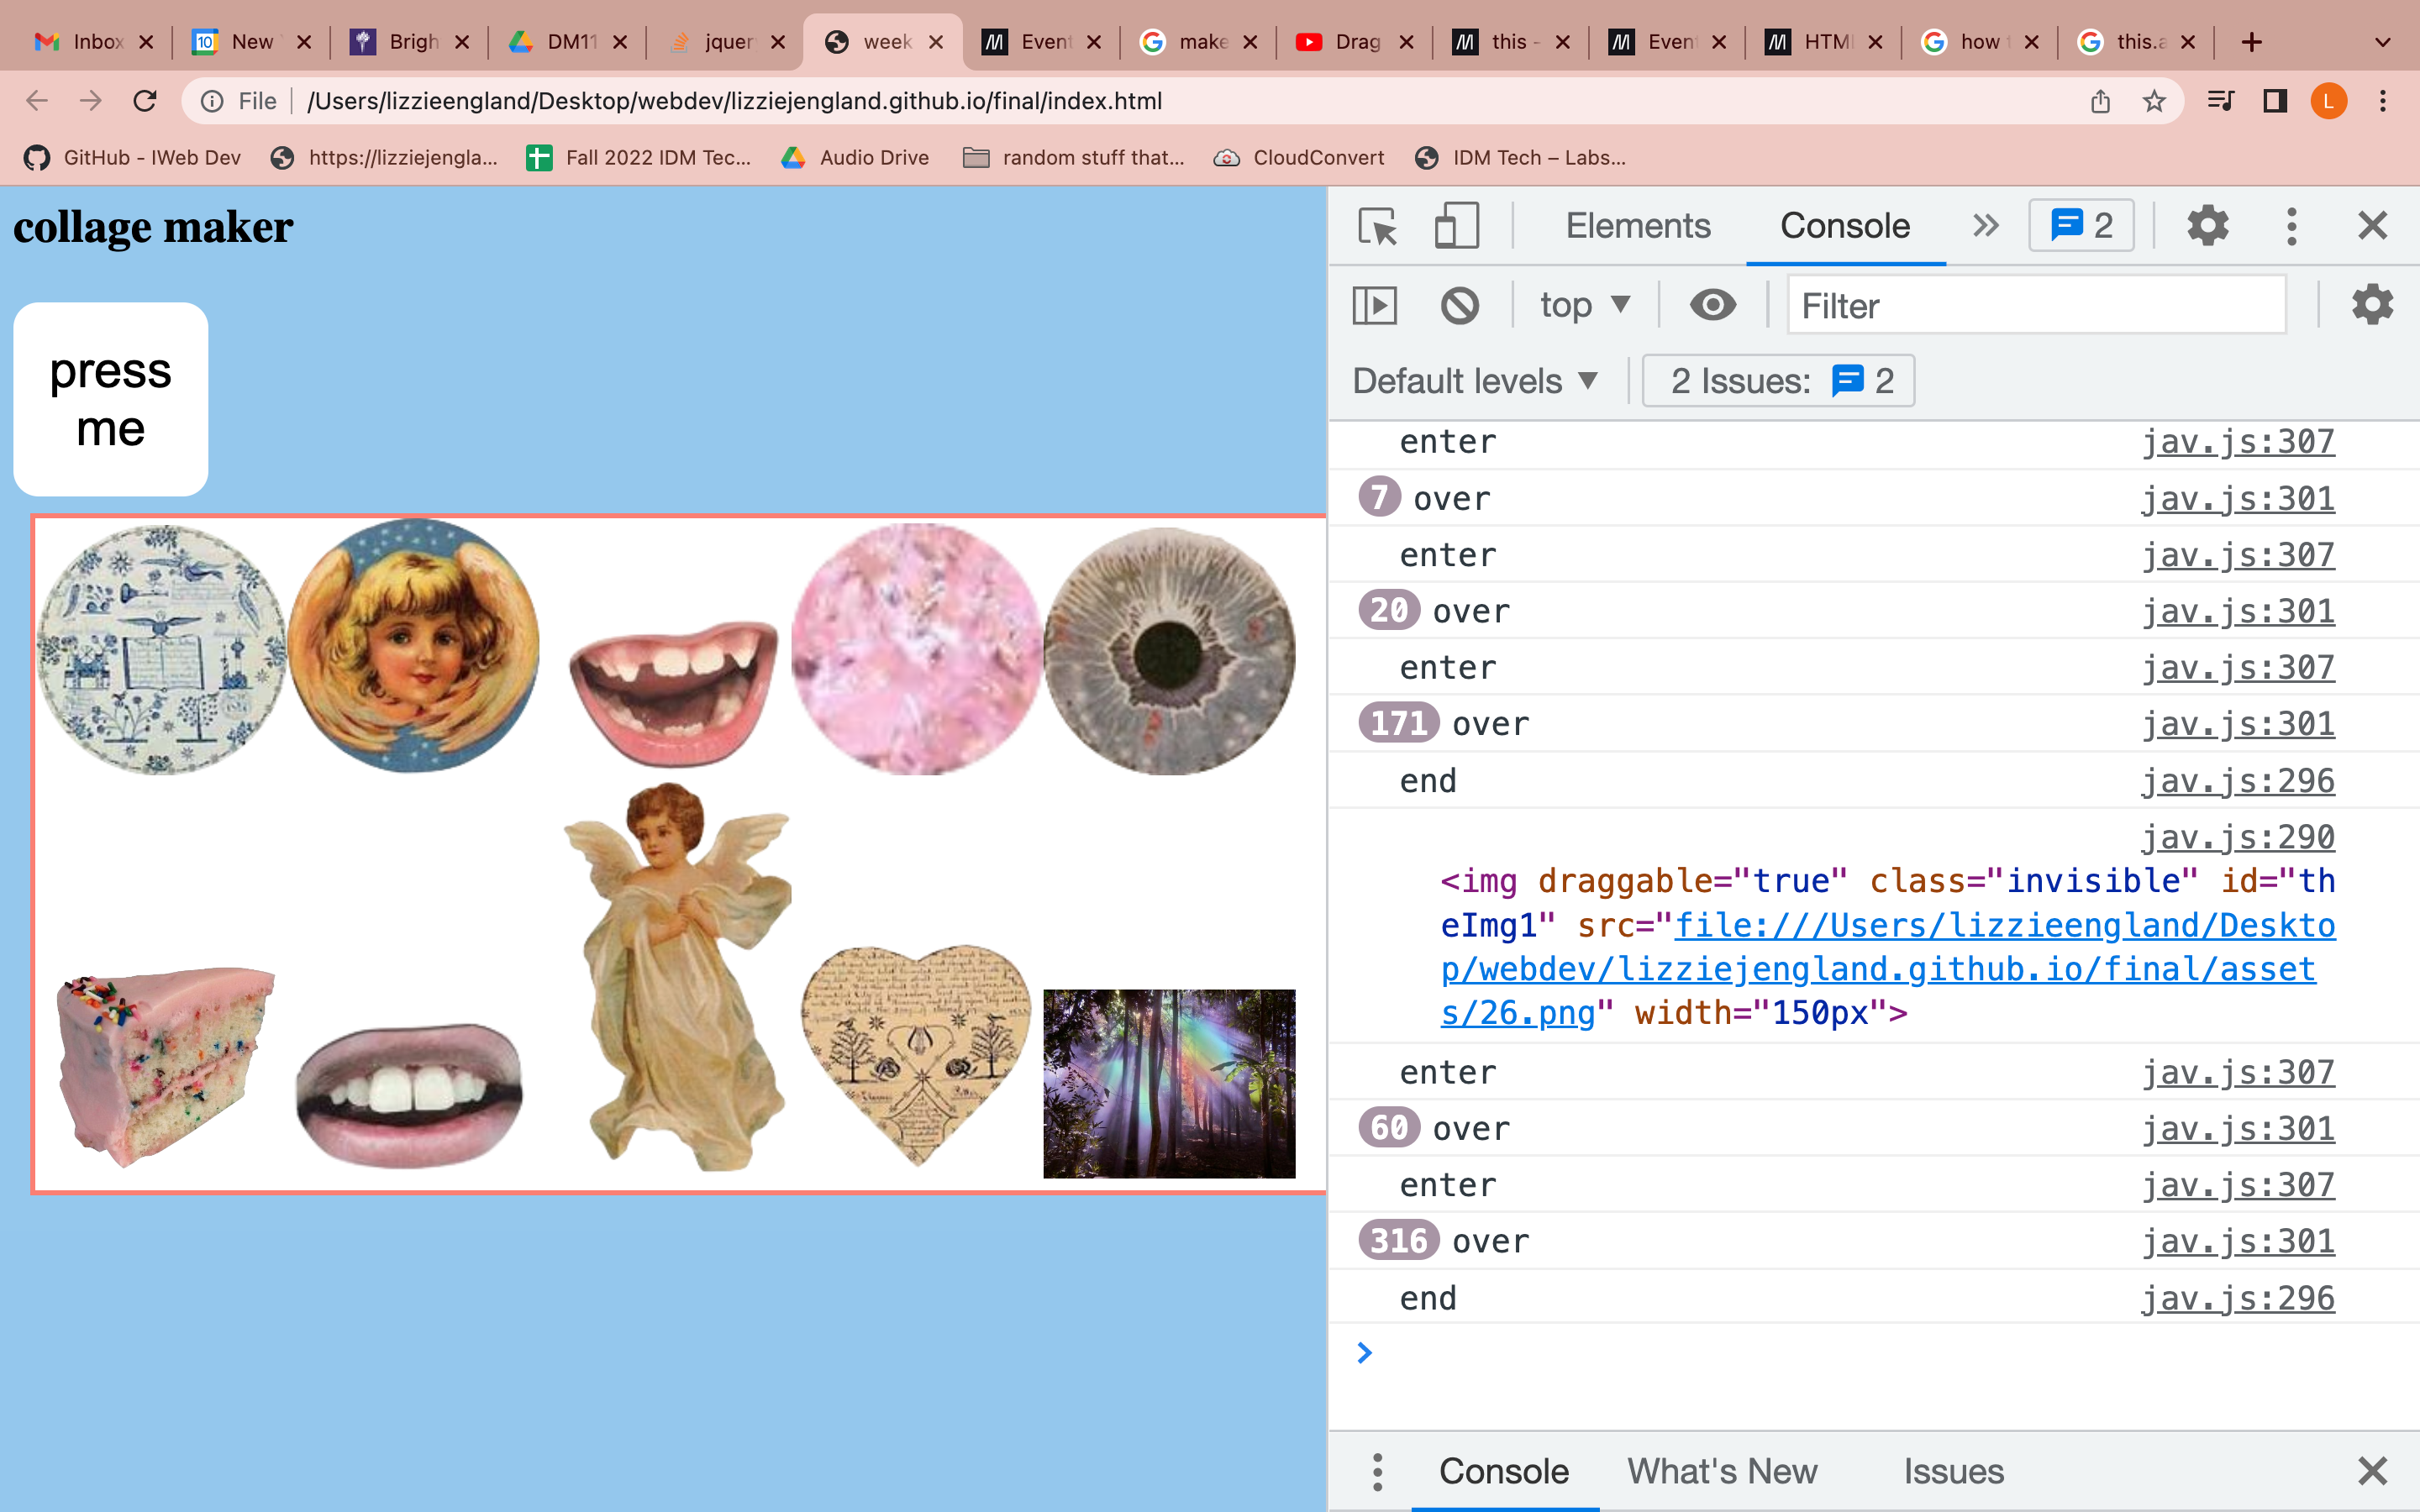 Inbox
New
Brigh
DM11
jquer
week
Event
make
Drag
this -
Event
HTM
how
this.a
File
/Users/lizzieengland/Desktop/webdev/lizziejengland.github.io/final/index.html
L
GitHub - IWeb Dev
https://lizziejengla...
Fall 2022 IDM Tec...
Audio Drive
random stuff that...
CloudConvert
IDM Tech – Labs...
collage maker
press
me
Elements
Console
2
top
Filter
Default levels
2 Issues:
2
enter jav.js:307
7 over jav.js:301
enter jav.js:307
20 over jav.js:301
enter jav.js:307
171 over jav.js:301
end jav.js:296
jav.js:290
<img draggable="true" class="invisible" id="th
eImg1" src="file:///Users/lizzieengland/Deskto
p/webdev/lizziejengland.github.io/final/asset
s/26.png" width="150px">
enter jav.js:307
60 over jav.js:301
enter jav.js:307
316 over jav.js:301
end jav.js:296
Console
What's New
Issues